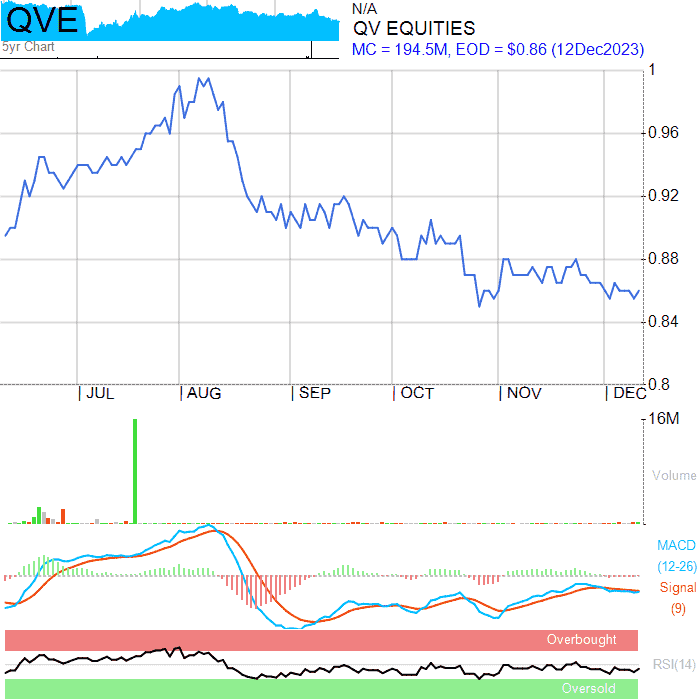 QVE
5yr Chart
N/A
QV EQUITIES
MC = 194.5M, EOD = $0.86 (12Dec2023)
1
0.96
0.92
0.88
0.84
0.8
JUL AUG SEP OCT NOV DEC
16M
Volume
MACD
(12-26)
Signal
(9)
Overbought
RSI(14)
Oversold